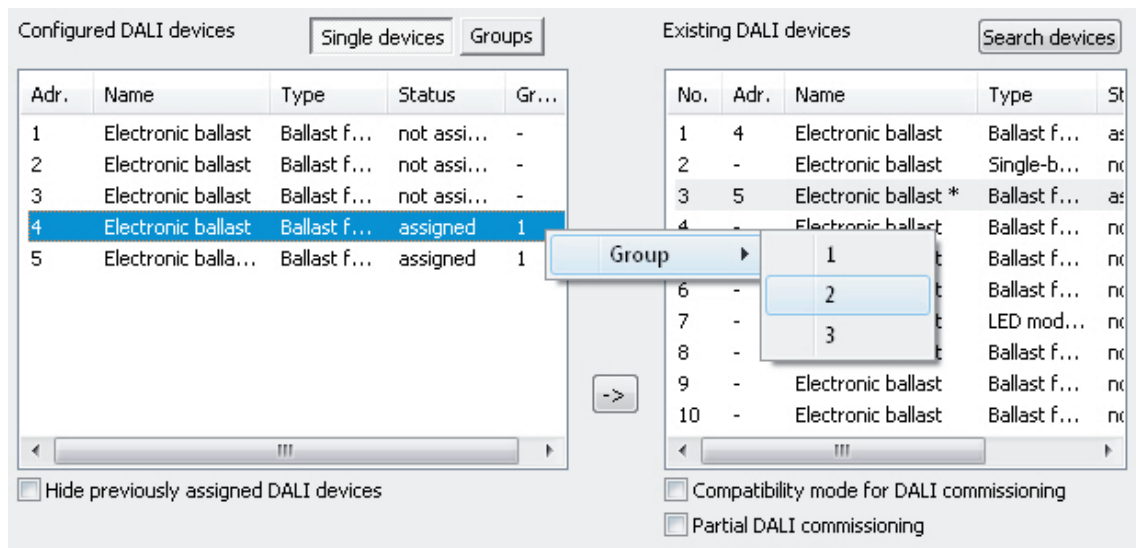 Configured DALI devices Single devices Groups
Adr. Name Type Status Gr...
1 Electronic ballast Ballast f... not assi... -
2 Electronic ballast Ballast f... not assi... -
3 Electronic ballast Ballast f... not assi... -
4 Electronic ballast Ballast f... assigned 1
5 Electronic balla... Ballast f... assigned 1
Hide previously assigned DALI devices
Group
1
2
3
->
Existing DALI devices Search devices
No. Adr. Name Type
1 4 Electronic ballast Ballast f...
2 - Electronic ballast Single-b...
3 5 Electronic ballast * Ballast f...
4 - Electronic ballast Ballast f...
Ballast f...
6 - Ballast f...
7 - LED mod...
8 - Ballast f...
9 - Electronic ballast Ballast f...
10 - Electronic ballast Ballast f...
Compatibility mode for DALI commissioning
Partial DALI commissioning